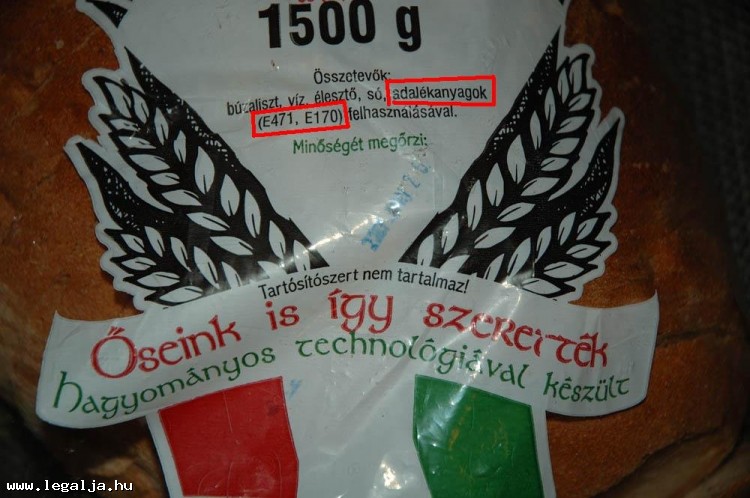 1500 g
Összetevők:
búzaliszt, víz, élesztő, só, adalékanyagok
(E471, E170) felhasználásával.
Minőségét megőrzi:
Tartósítószert nem tartalmaz!
Őseink is így szerették
hagyományos technológiával készült
www.legalja.hu